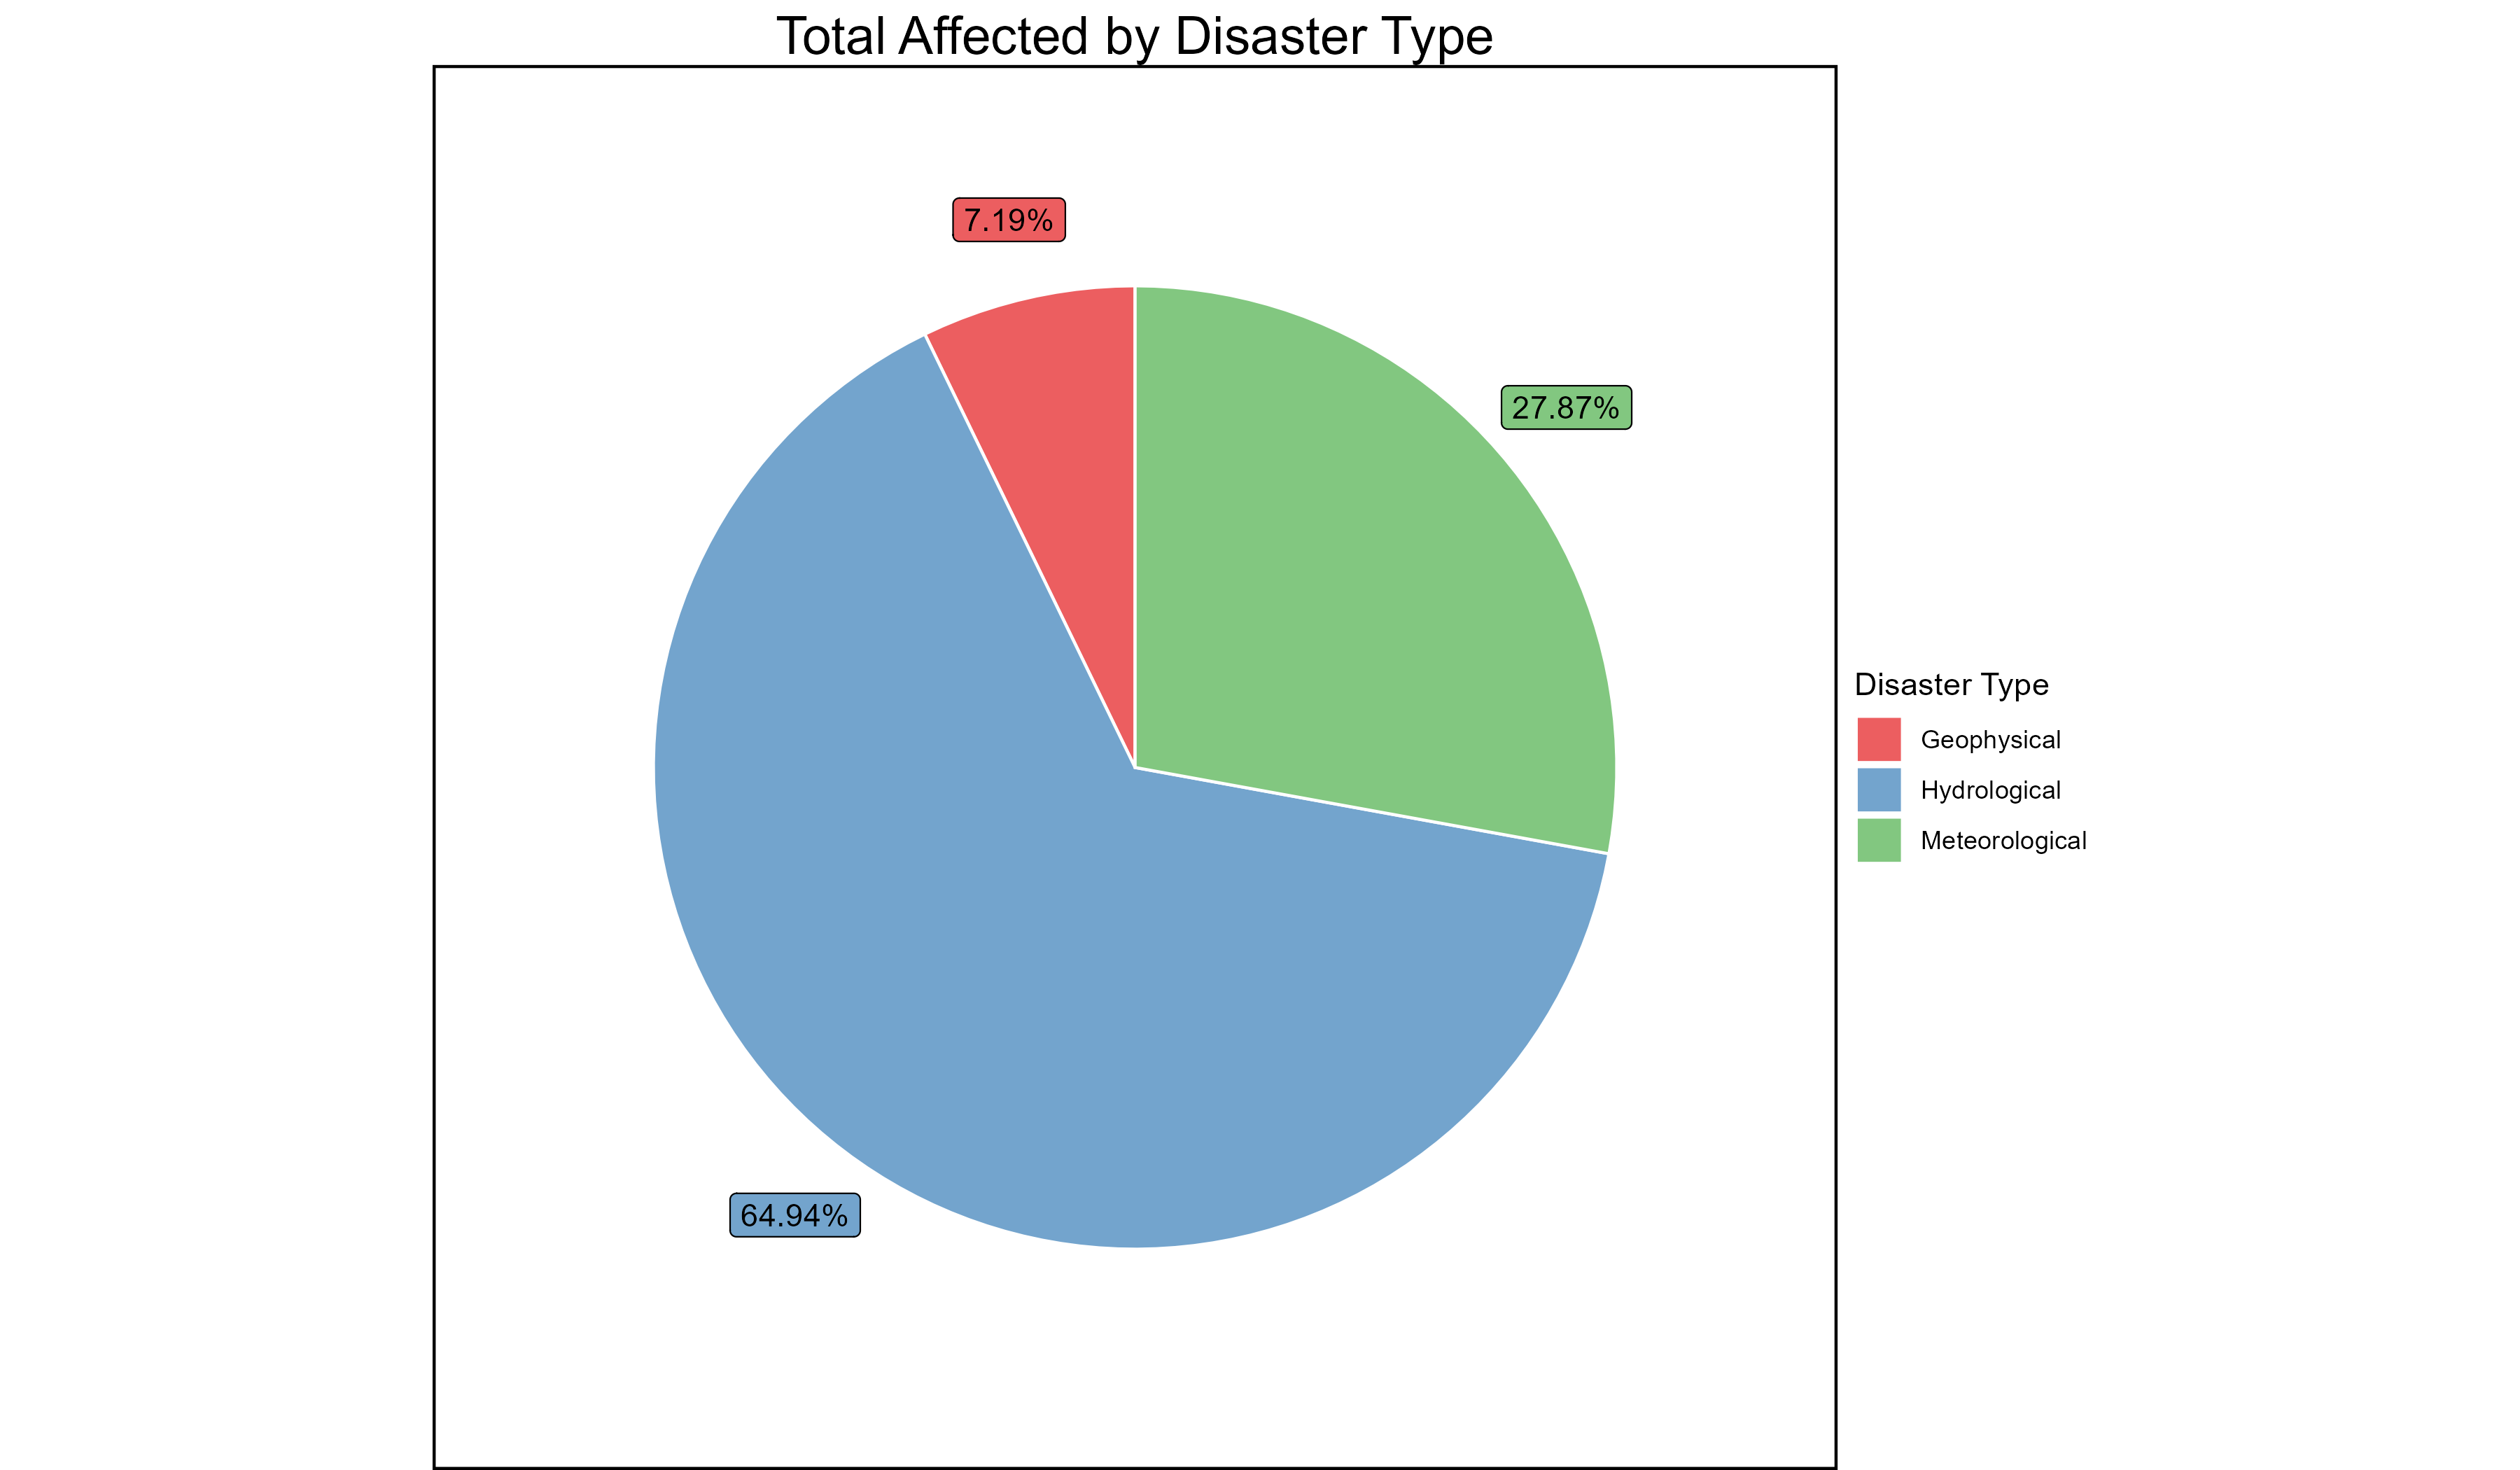 Total Affected by Disaster Type
7.19%
27.87%
64.94%
Disaster Type
Geophysical
Hydrological
Meteorological